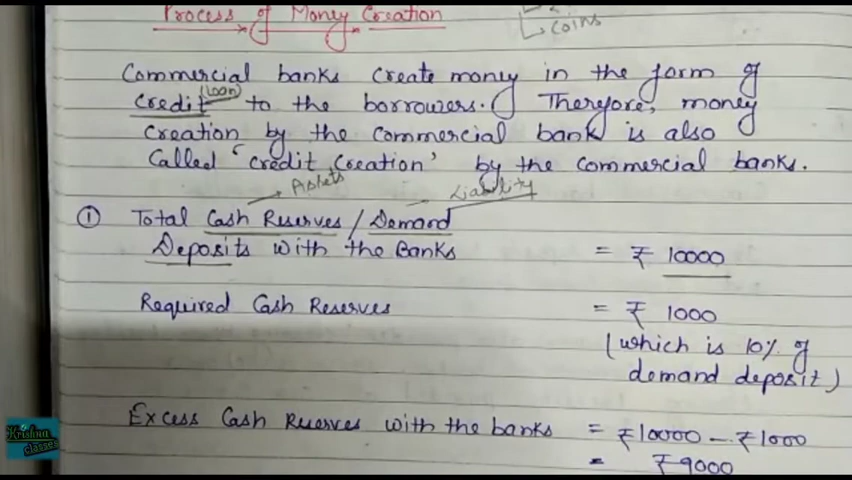 Process of Money Creation
coins
Commercial banks create money in the form of
(Loan)
credit to the borrowers. Therefore, money
creation by the commercial bank is also
called 'credit creation' by the commercial banks.
Assets Liability
① Total Cash Reserves / Demand
Deposits with the Banks = ₹ 10000
Required Cash Reserves = ₹ 1000
(which is 10% of
demand deposit)
Excess Cash Reserves with the banks = ₹10000 - ₹1000
= ₹9000
Krishna
Classes